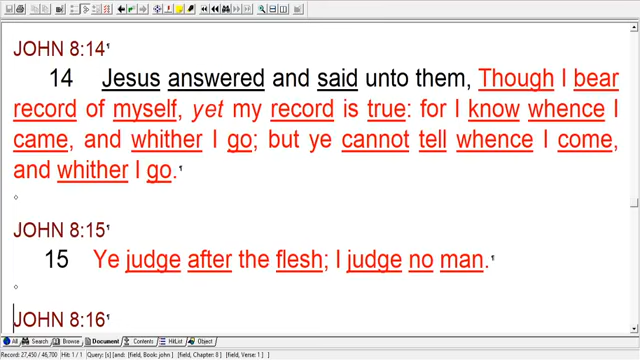 JOHN 8:14
14 Jesus answered and said unto them, Though I bear
record of myself, yet my record is true: for I know whence I
came, and whither I go; but ye cannot tell whence I come,
and whither I go.
JOHN 8:15
15 Ye judge after the flesh; I judge no man.
JOHN 8:16
All Search Browse Document Contents HitList Object
Record: 27,450 / 46,700 Hit: 1 / 1 Query: [s] [and: [field, Book: john] [field, Chapter: 8] [field, Verse: 1]